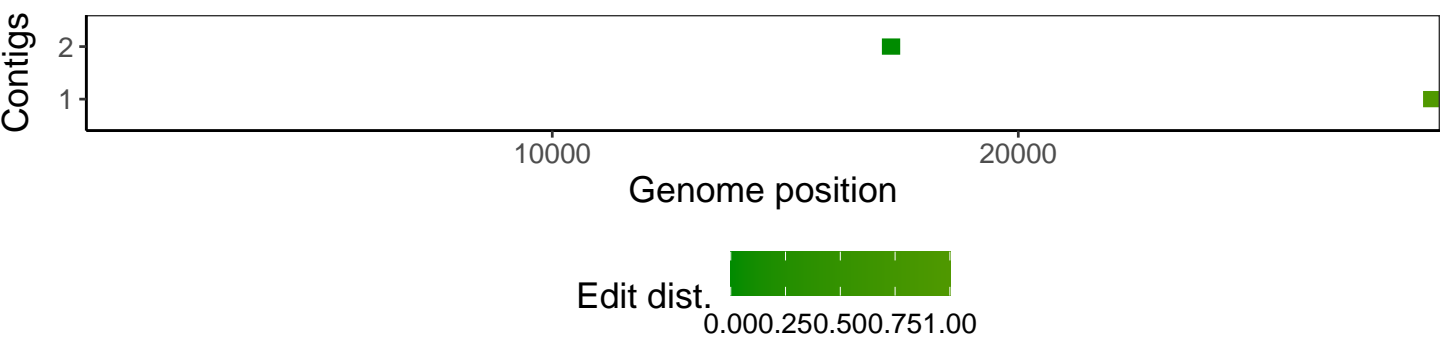 Contigs
2
1
10000 20000
Genome position
Edit dist.
0.000.250.500.751.00